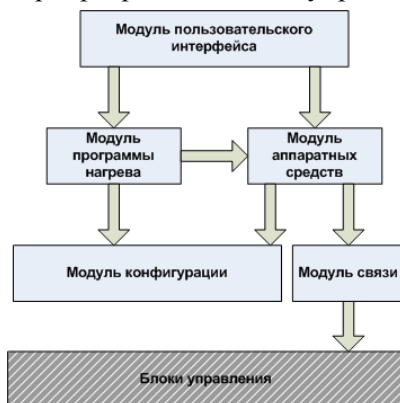 Модуль пользовательского
интерфейса
Модуль
программы
нагрева
Модуль
аппаратных
средств
Модуль конфигурации
Модуль связи
Блоки управления